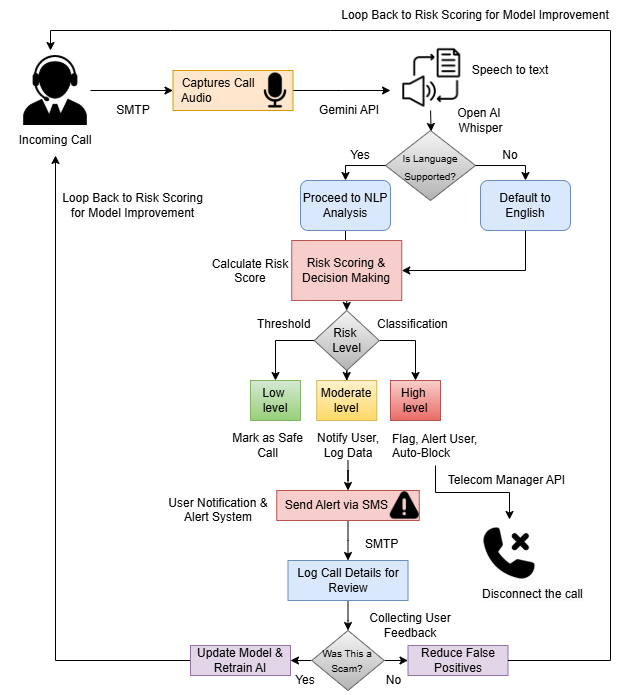 Loop Back to Risk Scoring for Model Improvement
Captures Call
Audio
Speech to text
SMTP
Gemini API
Open AI
Whisper
Incoming Call
Yes
Is Language
Supported?
No
Loop Back to Risk Scoring
for Model Improvement
Proceed to NLP
Analysis
Default to
English
Calculate Risk
Score
Risk Scoring &
Decision Making
Threshold
Risk
Level
Classification
Low
level
Moderate
level
High
level
Mark as Safe
Call
Notify User,
Log Data
Flag, Alert User,
Auto-Block
Telecom Manager API
User Notification &
Alert System
Send Alert via SMS
SMTP
Disconnect the call
Log Call Details for
Review
Collecting User
Feedback
Update Model &
Retrain AI
Was This a
Scam?
Reduce False
Positives
Yes
No